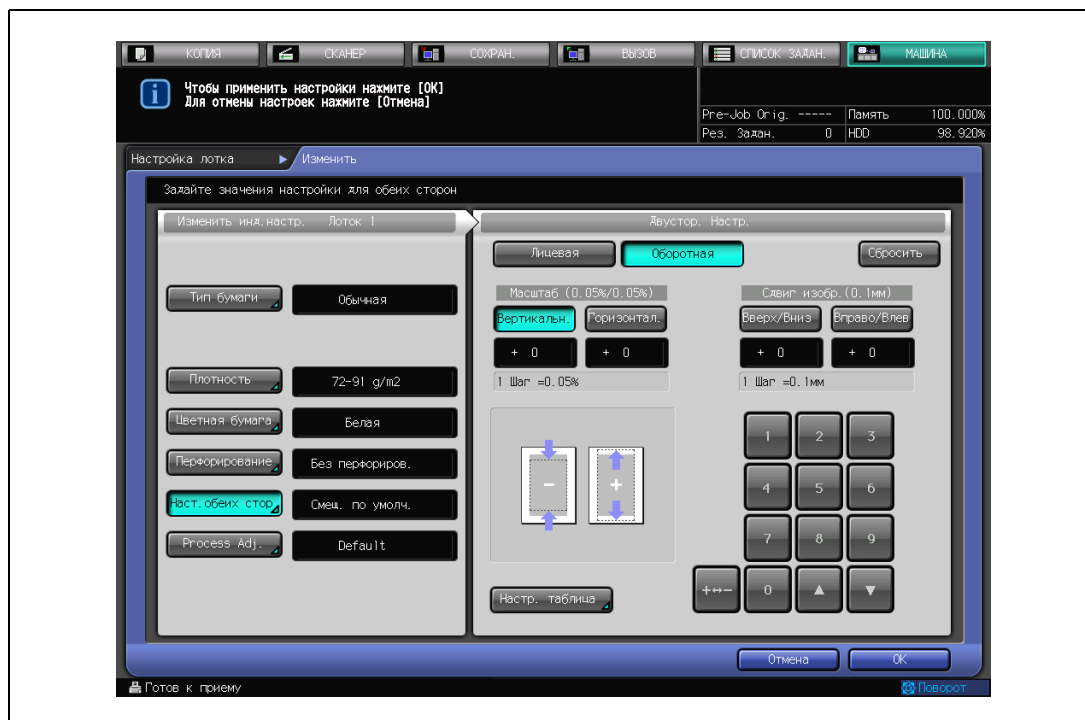 КОПИЯ СКАНЕР СОХРАН. ВЫЗОВ СПИСОК ЗАДАН. МАШИНА
Чтобы применить настройки нажмите [OK]
Для отмены настроек нажмите [Отмена]
Pre-Job Orig. ----- Память 100.000%
Рез. Задан. 0 HDD 98.920%
Настройка лотка ▶ Изменить
Задайте значения настройки для обеих сторон
Изменить инд.настр. Лоток 1
Двустор. Настр.
Лицевая Оборотная Сбросить
Масштаб (0.05%/0.05%) Сдвиг изобр.(0.1мм)
Тип бумаги Обычная
Вертикальн. Горизонтал. Вверх/Вниз Вправо/Влев
+ 0 + 0 + 0 + 0
Плотность 72-91 g/m2
1 Шаг =0.05% 1 Шаг =0.1мм
Цветная бумага Белая
Перфорирование Без перфориров.
Наст.обеих стор Смещ. по умолч.
Process Adj. Default
- +
1 2 3
4 5 6
7 8 9
+↔- 0 ▲ ▼
Настр. таблица
Отмена OK
Готов к приему Поворот